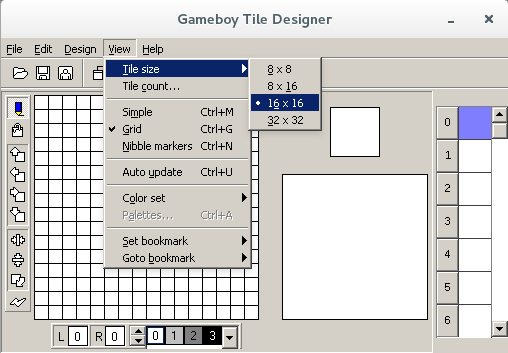 Gameboy Tile Designer
File Edit Design View Help
Tile size
Tile count...
Simple Ctrl+M
Grid Ctrl+G
Nibble markers Ctrl+N
Auto update Ctrl+U
Color set
Palettes... Ctrl+A
Set bookmark
Goto bookmark
8 x 8
8 x 16
16 x 16
32 x 32
0
1
2
3
4
5
6
L 0 R 0 0 1 2 3